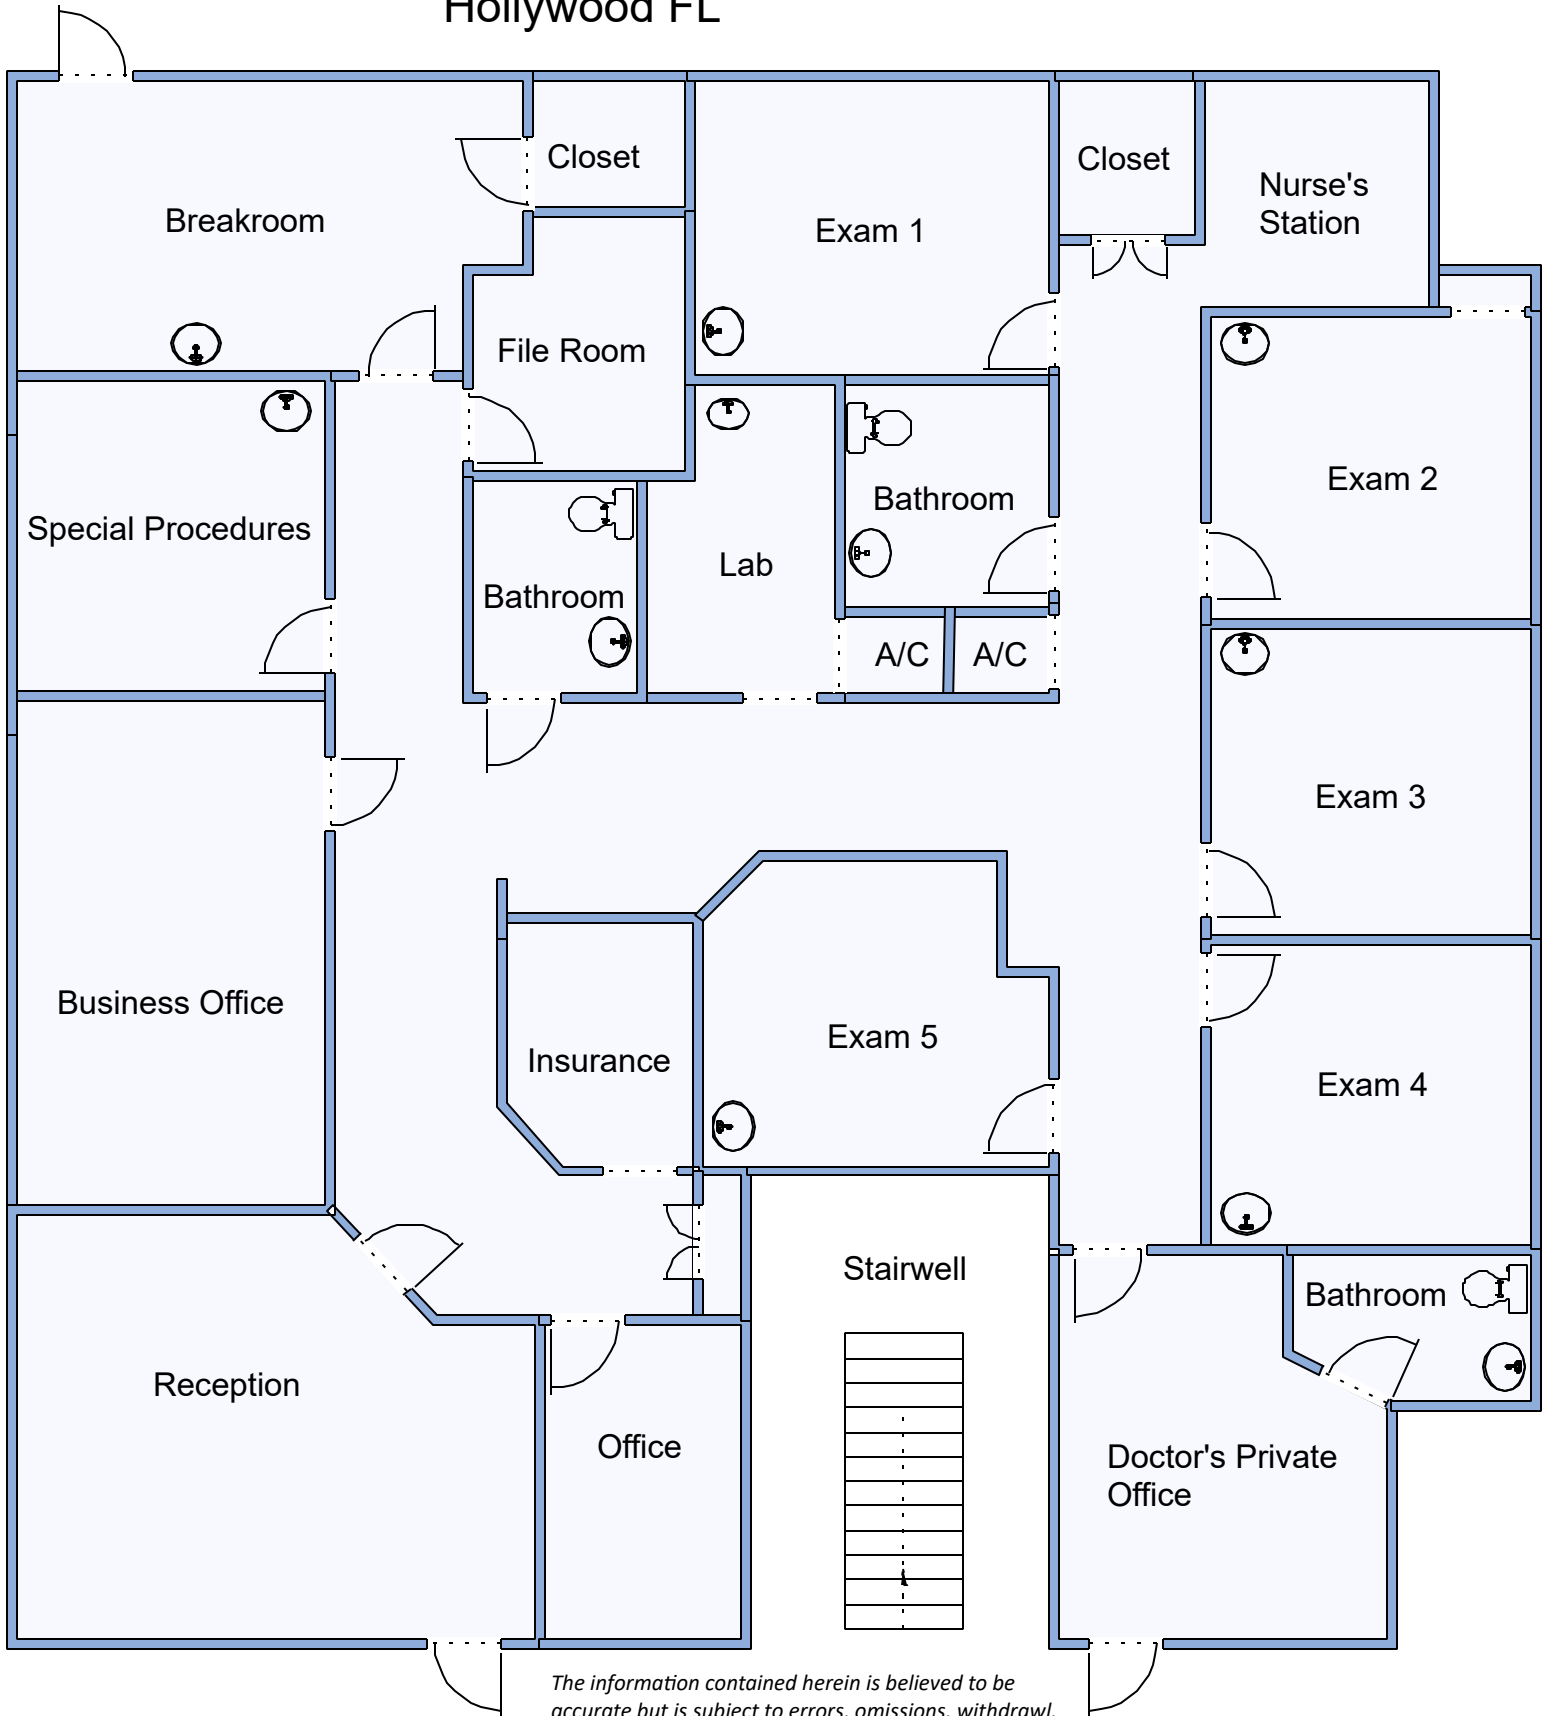 Hollywood FL
Closet
Closet
Nurse's
Station
Breakroom
Exam 1
File Room
Exam 2
Bathroom
Special Procedures
Lab
Bathroom
A/C
A/C
Exam 3
Business Office
Exam 5
Insurance
Exam 4
Stairwell
Bathroom
Reception
Office
Doctor's Private
Office
The information contained herein is believed to be
accurate but is subject to errors, omissions, withdrawl,